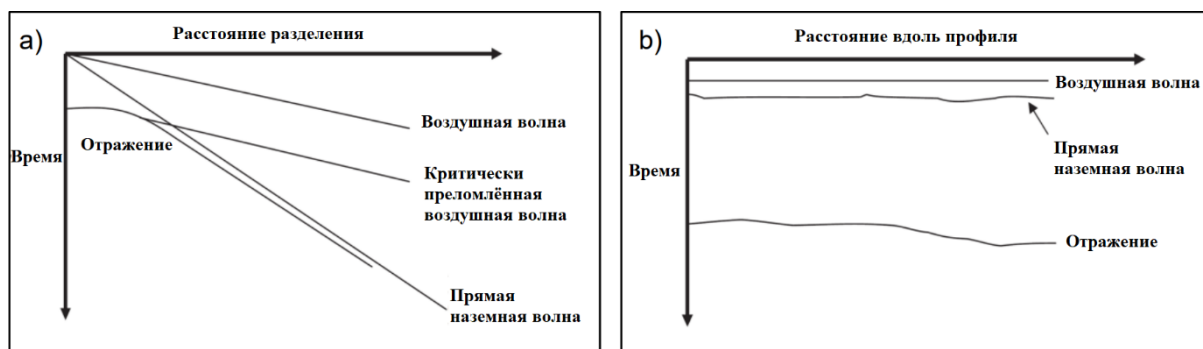 a)
Расстояние разделения
Воздушная волна
Отражение
Время
Критически
преломлённая
воздушная волна
Прямая
наземная волна
b)
Расстояние вдоль профиля
Воздушная волна
Прямая
наземная волна
Время
Отражение